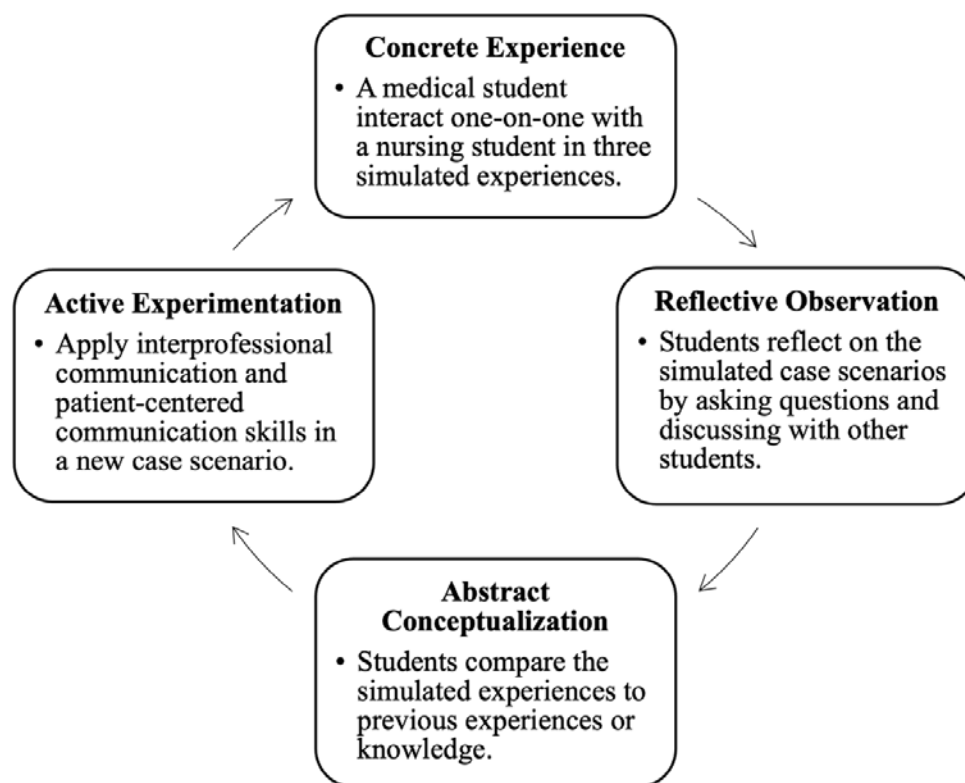 Concrete Experience
• A medical student
interact one-on-one with
a nursing student in three
simulated experiences.
Active Experimentation
• Apply interprofessional
communication and
patient-centered
communication skills in
a new case scenario.
Reflective Observation
• Students reflect on the
simulated case scenarios
by asking questions and
discussing with other
students.
Abstract
Conceptualization
• Students compare the
simulated experiences to
previous experiences or
knowledge.